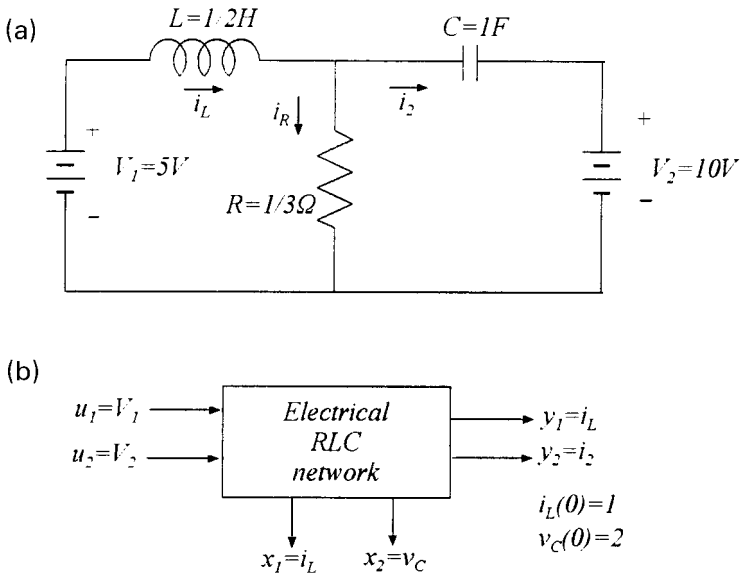 (a)
L=1/2H
C=1F
i_L
i_R
i_2
+
V_1=5V
−
R=1/3Ω
+
V_2=10V
−
(b)
u_1=V_1
u_2=V_2
Electrical
RLC
network
y_1=i_L
y_2=i_2
i_L(0)=1
v_C(0)=2
x_1=i_L
x_2=v_C